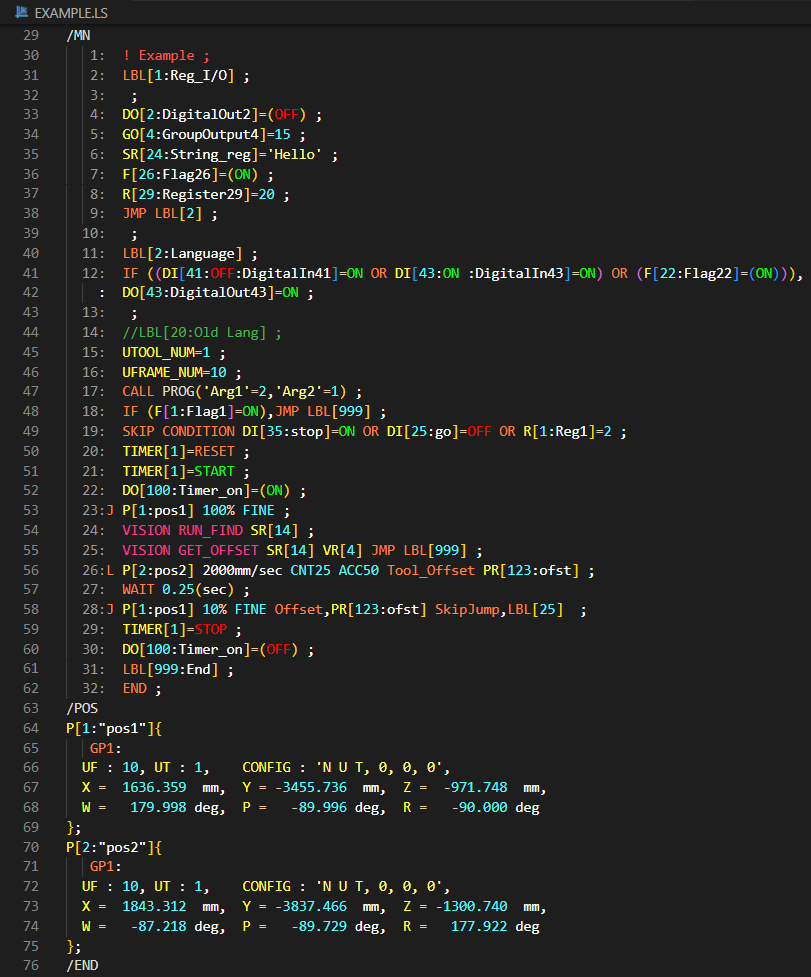 EXAMPLE.LS
29 /MN
30 1: ! Example ;
31 2: LBL[1:Reg_I/O] ;
32 3: ;
33 4: DO[2:DigitalOut2]=(OFF) ;
34 5: GO[4:GroupOutput4]=15 ;
35 6: SR[24:String_reg]='Hello' ;
36 7: F[26:Flag26]=(ON) ;
37 8: R[29:Register29]=20 ;
38 9: JMP LBL[2] ;
39 10: ;
40 11: LBL[2:Language] ;
41 12: IF ((DI[41:OFF:DigitalIn41]=ON OR DI[43:ON :DigitalIn43]=ON) OR (F[22:Flag22]=(ON))),
42 : DO[43:DigitalOut43]=ON ;
43 13: ;
44 14: //LBL[20:Old Lang] ;
45 15: UTOOL_NUM=1 ;
46 16: UFRAME_NUM=10 ;
47 17: CALL PROG('Arg1'=2,'Arg2'=1) ;
48 18: IF (F[1:Flag1]=ON),JMP LBL[999] ;
49 19: SKIP CONDITION DI[35:stop]=ON OR DI[25:go]=OFF OR R[1:Reg1]=2 ;
50 20: TIMER[1]=RESET ;
51 21: TIMER[1]=START ;
52 22: DO[100:Timer_on]=(ON) ;
53 23:J P[1:pos1] 100% FINE ;
54 24: VISION RUN_FIND SR[14] ;
55 25: VISION GET_OFFSET SR[14] VR[4] JMP LBL[999] ;
56 26:L P[2:pos2] 2000mm/sec CNT25 ACC50 Tool_Offset PR[123:ofst] ;
57 27: WAIT 0.25(sec) ;
58 28:J P[1:pos1] 10% FINE Offset,PR[123:ofst] SkipJump,LBL[25]  ;
59 29: TIMER[1]=STOP ;
60 30: DO[100:Timer_on]=(OFF) ;
61 31: LBL[999:End] ;
62 32: END ;
63 /POS
64 P[1:"pos1"]{
65 GP1:
66 UF : 10, UT : 1, CONFIG : 'N U T, 0, 0, 0',
67 X = 1636.359 mm, Y = -3455.736 mm, Z = -971.748 mm,
68 W = 179.998 deg, P = -89.996 deg, R = -90.000 deg
69 };
70 P[2:"pos2"]{
71 GP1:
72 UF : 10, UT : 1, CONFIG : 'N U T, 0, 0, 0',
73 X = 1843.312 mm, Y = -3837.466 mm, Z = -1300.740 mm,
74 W = -87.218 deg, P = -89.729 deg, R = 177.922 deg
75 };
76 /END